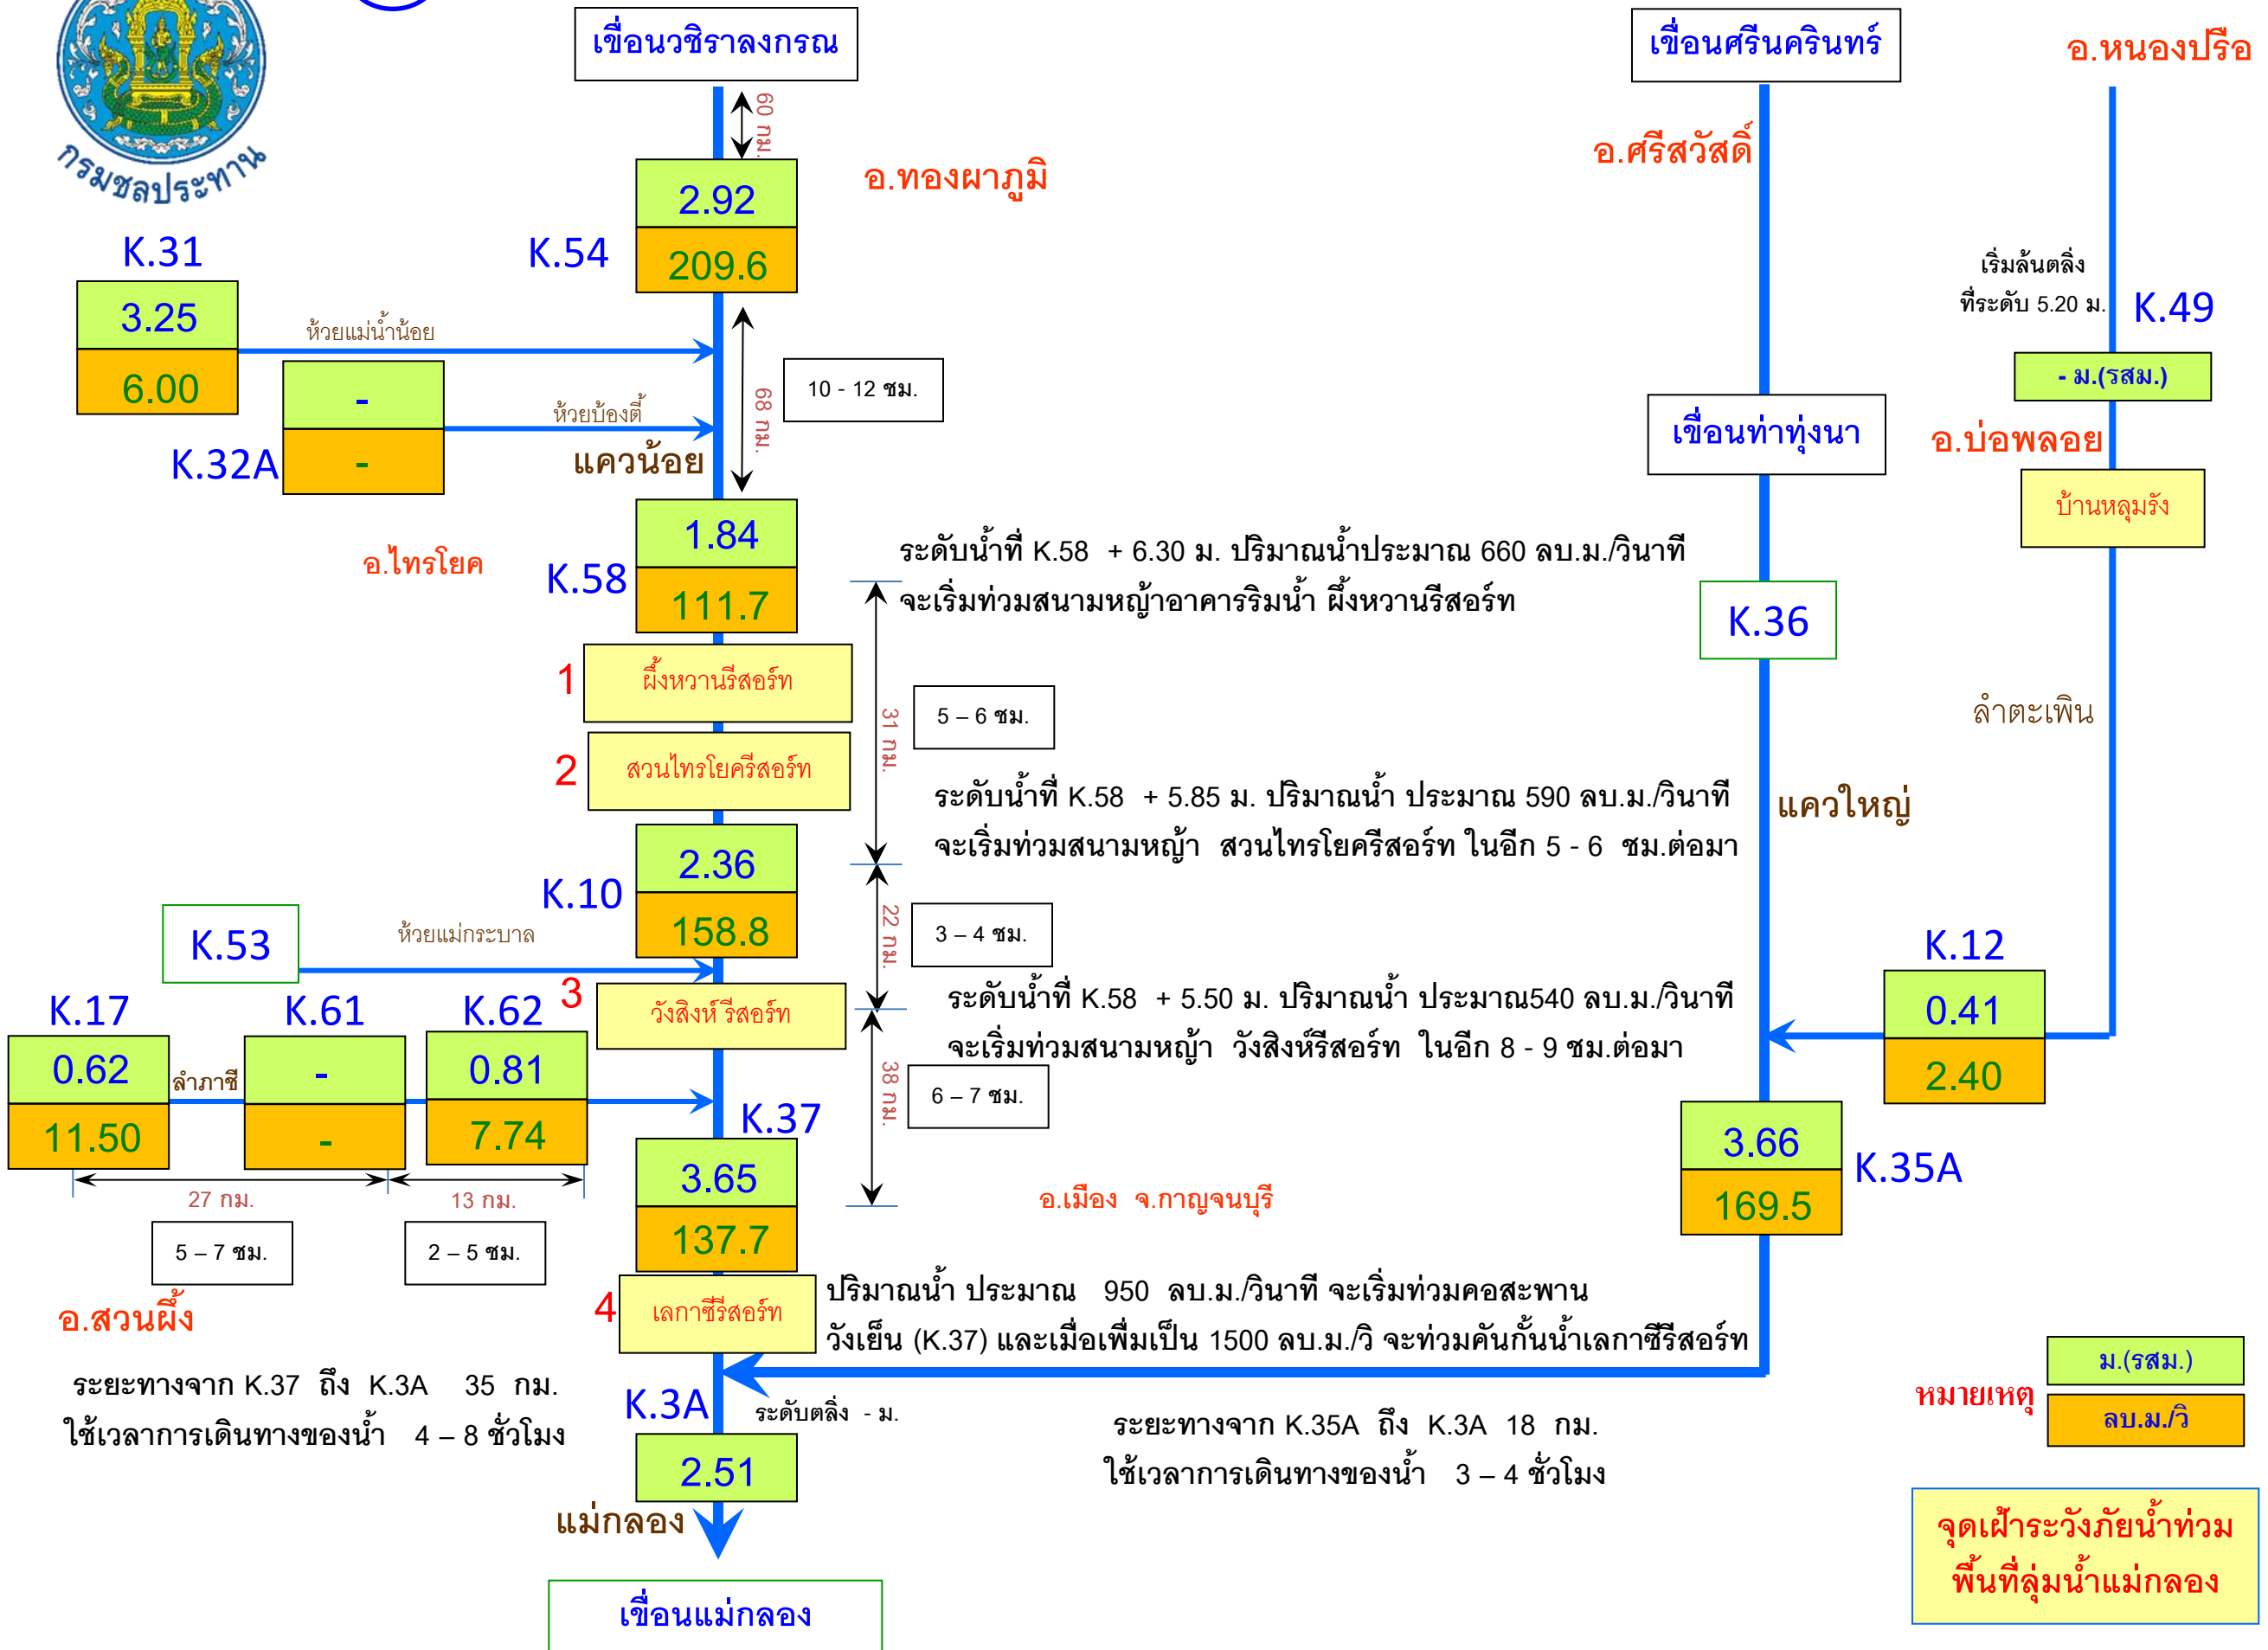 กรมชลประทาน
เขื่อนวชิราลงกรณ
เขื่อนศรีนครินทร์
อ.หนองปรือ
60 กม.
อ.ศรีสวัสดิ์
2.92
อ.ทองผาภูมิ
209.6
K.54
K.31
3.25
6.00
ห้วยแม่น้ำน้อย
เริ่มล้นตลิ่ง
ที่ระดับ 5.20 ม.
K.49
- ม.(รสม.)
68 กม.
10 - 12 ชม.
-
-
K.32A
ห้วยบ้องตี้
แควน้อย
เขื่อนท่าทุ่งนา
อ.บ่อพลอย
บ้านหลุมรัง
อ.ไทรโยค
K.58
1.84
111.7
ระดับน้ำที่ K.58 + 6.30 ม. ปริมาณน้ำประมาณ 660 ลบ.ม./วินาที
จะเริ่มท่วมสนามหญ้าอาคารริมน้ำ ผึ้งหวานรีสอร์ท
K.36
1
ผึ้งหวานรีสอร์ท
31 กม.
5 – 6 ชม.
ลำตะเพิน
2
สวนไทรโยครีสอร์ท
ระดับน้ำที่ K.58 + 5.85 ม. ปริมาณน้ำ ประมาณ 590 ลบ.ม./วินาที
จะเริ่มท่วมสนามหญ้า สวนไทรโยครีสอร์ท ในอีก 5 - 6 ชม.ต่อมา
แควใหญ่
K.10
2.36
158.8
22 กม.
3 – 4 ชม.
K.53
ห้วยแม่กระบาล
K.12
0.41
2.40
3
วังสิงห์ รีสอร์ท
ระดับน้ำที่ K.58 + 5.50 ม. ปริมาณน้ำ ประมาณ540 ลบ.ม./วินาที
จะเริ่มท่วมสนามหญ้า วังสิงห์รีสอร์ท ในอีก 8 - 9 ชม.ต่อมา
K.17
K.61
K.62
0.62
ลำภาชี
-
0.81
11.50
-
7.74
38 กม.
6 – 7 ชม.
K.37
3.65
137.7
3.66
169.5
K.35A
27 กม.
13 กม.
5 – 7 ชม.
2 – 5 ชม.
อ.เมือง จ.กาญจนบุรี
อ.สวนผึ้ง
4
เลกาซีรีสอร์ท
ปริมาณน้ำ ประมาณ 950 ลบ.ม./วินาที จะเริ่มท่วมคอสะพาน
วังเย็น (K.37) และเมื่อเพิ่มเป็น 1500 ลบ.ม./วิ จะท่วมคันกั้นน้ำเลกาซีรีสอร์ท
ระยะทางจาก K.37 ถึง K.3A 35 กม.
ใช้เวลาการเดินทางของน้ำ 4 – 8 ชั่วโมง
K.3A
ระดับตลิ่ง - ม.
2.51
ระยะทางจาก K.35A ถึง K.3A 18 กม.
ใช้เวลาการเดินทางของน้ำ 3 – 4 ชั่วโมง
หมายเหตุ
ม.(รสม.)
ลบ.ม./วิ
แม่กลอง
จุดเฝ้าระวังภัยน้ำท่วม
พื้นที่ลุ่มน้ำแม่กลอง
เขื่อนแม่กลอง